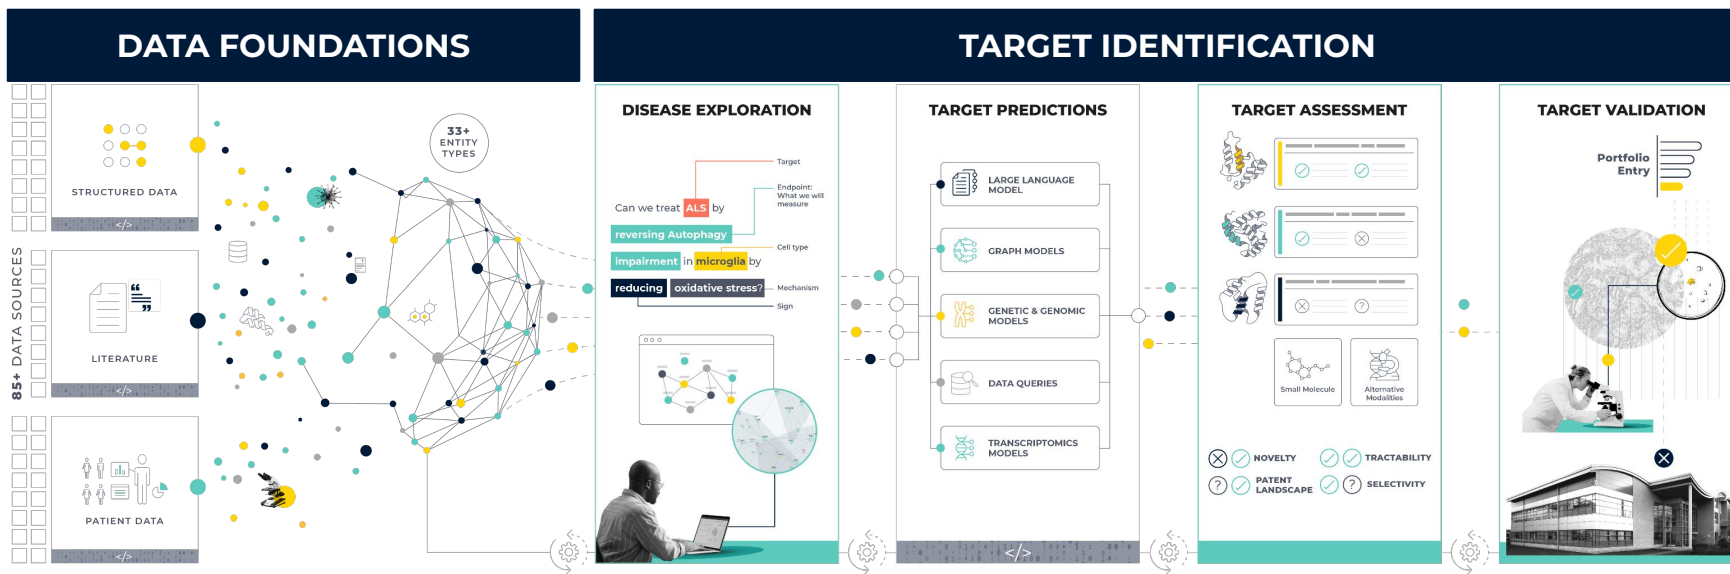 DATA FOUNDATIONS
TARGET IDENTIFICATION
85+ DATA SOURCES
STRUCTURED DATA
</>
LITERATURE
</>
PATIENT DATA
</>
33+
ENTITY
TYPES
DISEASE EXPLORATION
Target
Endpoint:
What we will
measure
Can we treat ALS by
reversing Autophagy
Cell type
impairment in microglia by
reducing oxidative stress?
Mechanism
Sign
TARGET PREDICTIONS
LARGE LANGUAGE
MODEL
GRAPH MODELS
GENETIC & GENOMIC
MODELS
DATA QUERIES
TRANSCRIPTOMICS
MODELS
</>
TARGET ASSESSMENT
Small Molecule
Alternative
Modalities
NOVELTY
TRACTABILITY
PATENT
LANDSCAPE
SELECTIVITY
TARGET VALIDATION
Portfolio
Entry